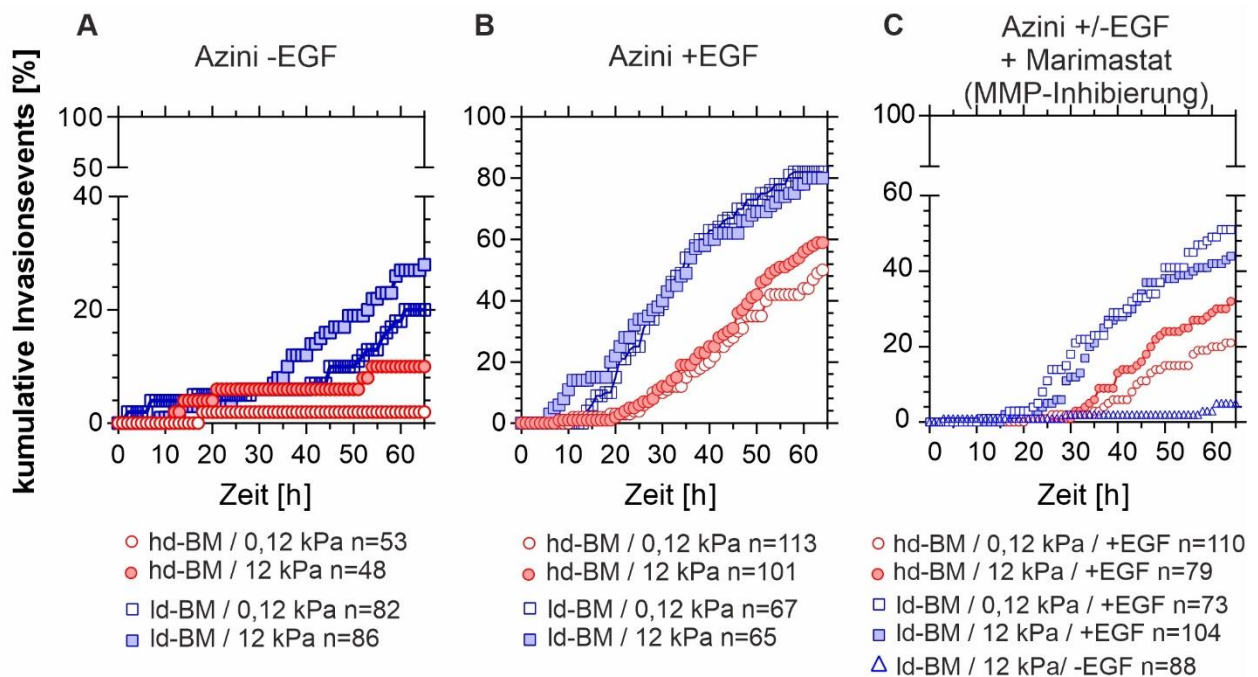 A
Azini -EGF
B
Azini +EGF
C
Azini +/-EGF
+ Marimastat
(MMP-Inhibierung)
kumulative Invasionsevents [%]
100
50
40
20
0
0 10 20 30 40 50 60
Zeit [h]
100
80
60
40
20
0
0 10 20 30 40 50 60
Zeit [h]
100
60
40
20
0
0 10 20 30 40 50 60
Zeit [h]
hd-BM / 0,12 kPa n=53
hd-BM / 12 kPa n=48
ld-BM / 0,12 kPa n=82
ld-BM / 12 kPa n=86
hd-BM / 0,12 kPa n=113
hd-BM / 12 kPa n=101
ld-BM / 0,12 kPa n=67
ld-BM / 12 kPa n=65
hd-BM / 0,12 kPa / +EGF n=110
hd-BM / 12 kPa / +EGF n=79
ld-BM / 0,12 kPa / +EGF n=73
ld-BM / 12 kPa / +EGF n=104
ld-BM / 12 kPa/ -EGF n=88